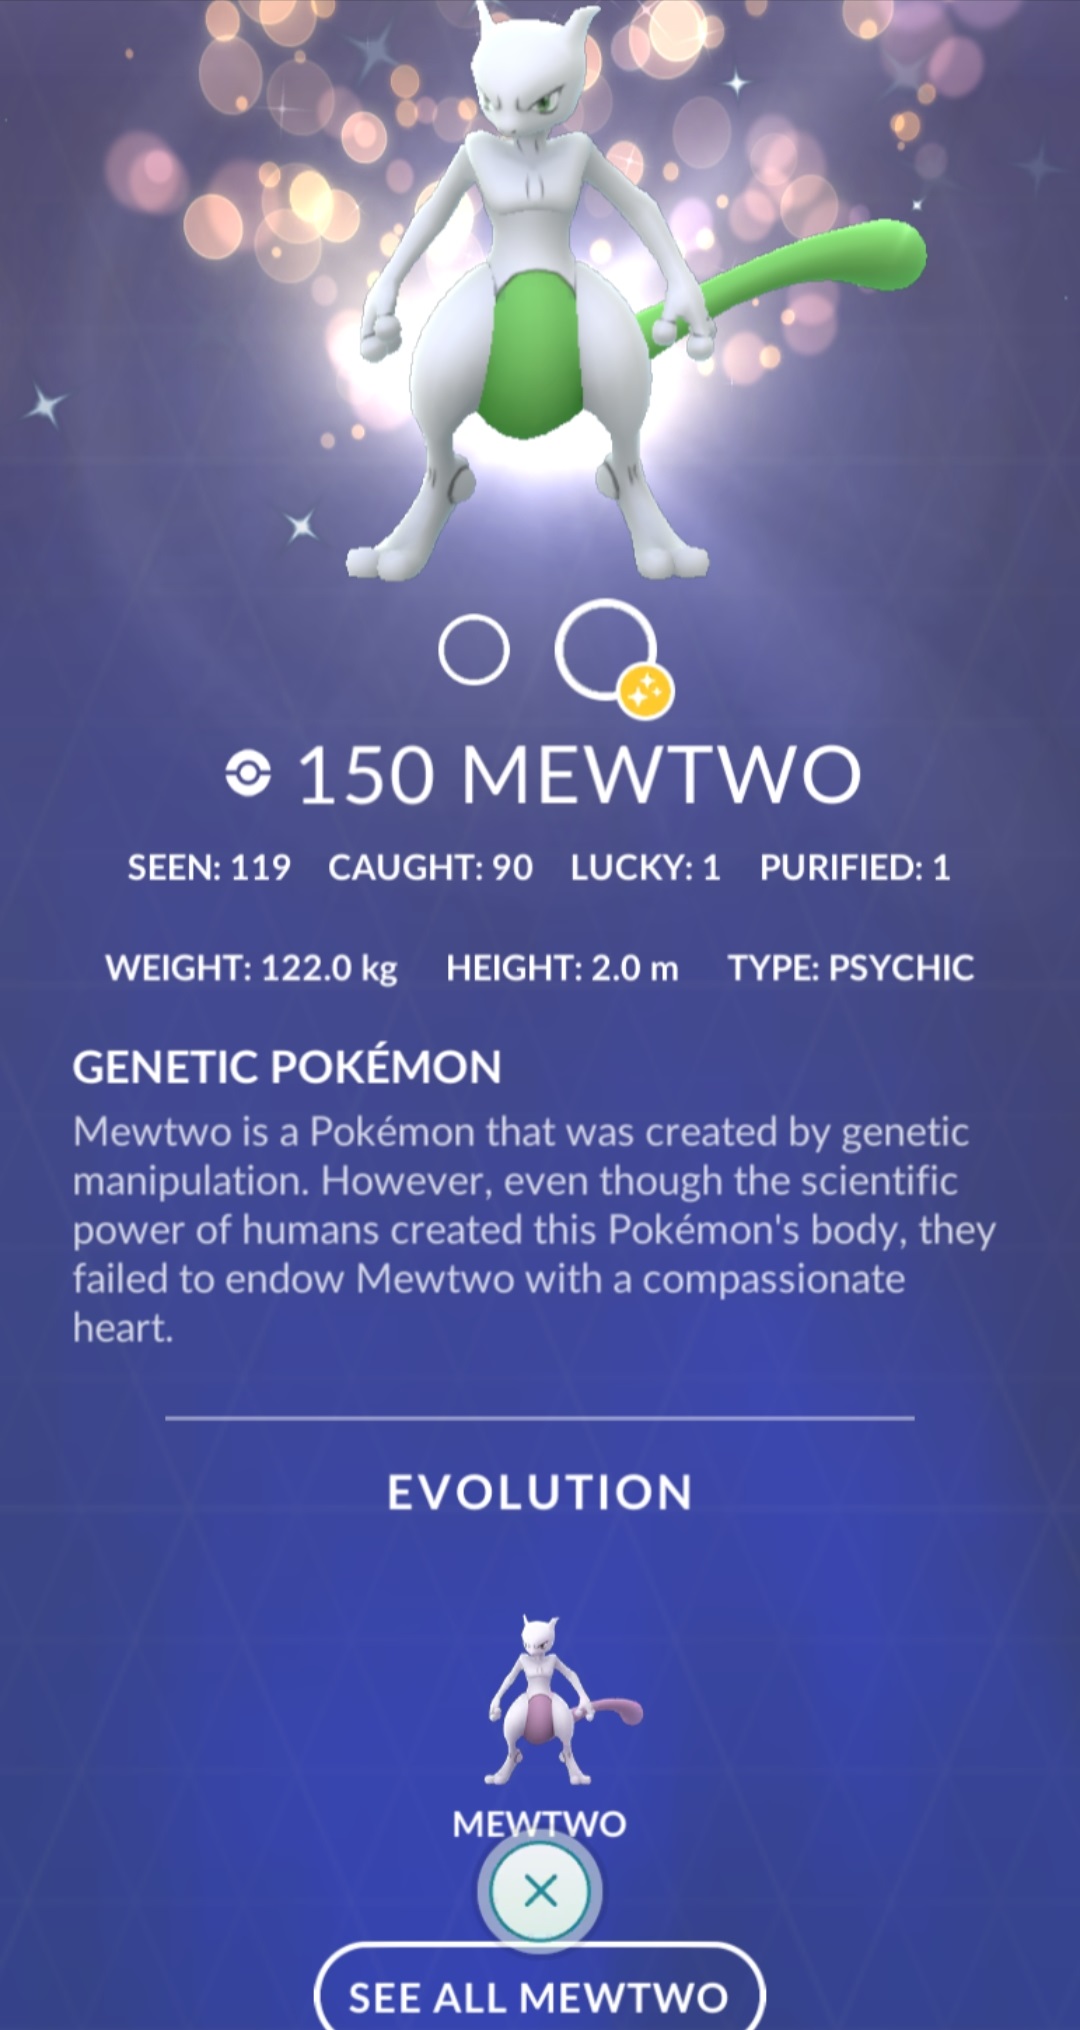 150 MEWTWO
SEEN: 119 CAUGHT: 90 LUCKY: 1 PURIFIED: 1
WEIGHT: 122.0 kg HEIGHT: 2.0 m TYPE: PSYCHIC
GENETIC POKÉMON
Mewtwo is a Pokémon that was created by genetic
manipulation. However, even though the scientific
power of humans created this Pokémon's body, they
failed to endow Mewtwo with a compassionate
heart.
EVOLUTION
MEWTWO
SEE ALL MEWTWO